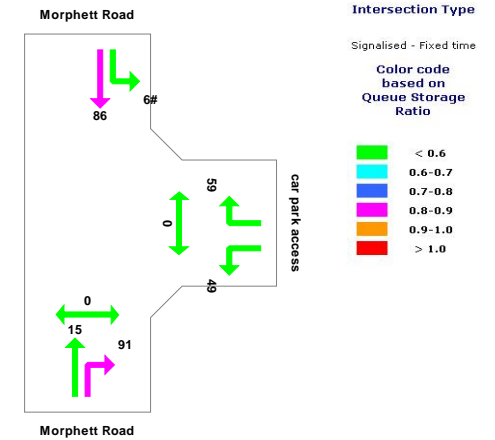 Morphett Road
86
6#
59
0
car park access
49
0
15
91
Morphett Road
Intersection Type
Signalised - Fixed time
Color code
based on
Queue Storage
Ratio
< 0.6
0.6-0.7
0.7-0.8
0.8-0.9
0.9-1.0
> 1.0